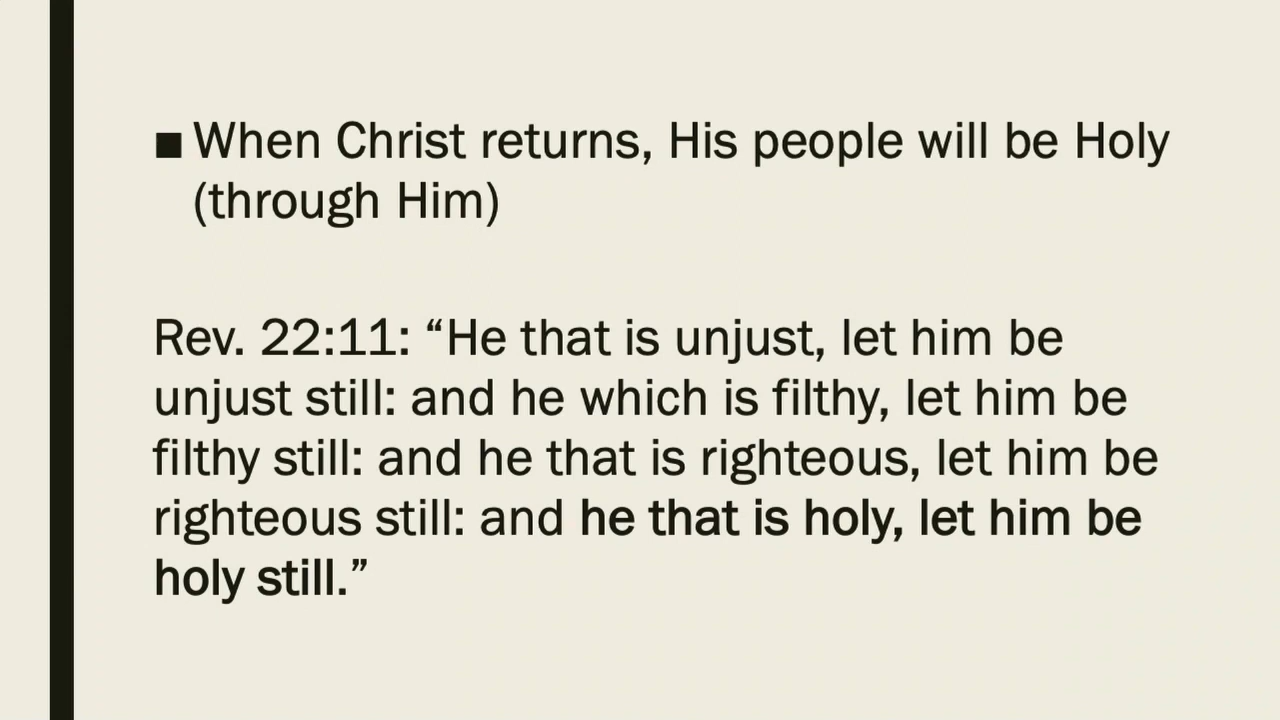 ■ When Christ returns, His people will be Holy
(through Him)
Rev. 22:11: “He that is unjust, let him be
unjust still: and he which is filthy, let him be
filthy still: and he that is righteous, let him be
righteous still: and he that is holy, let him be
holy still.”